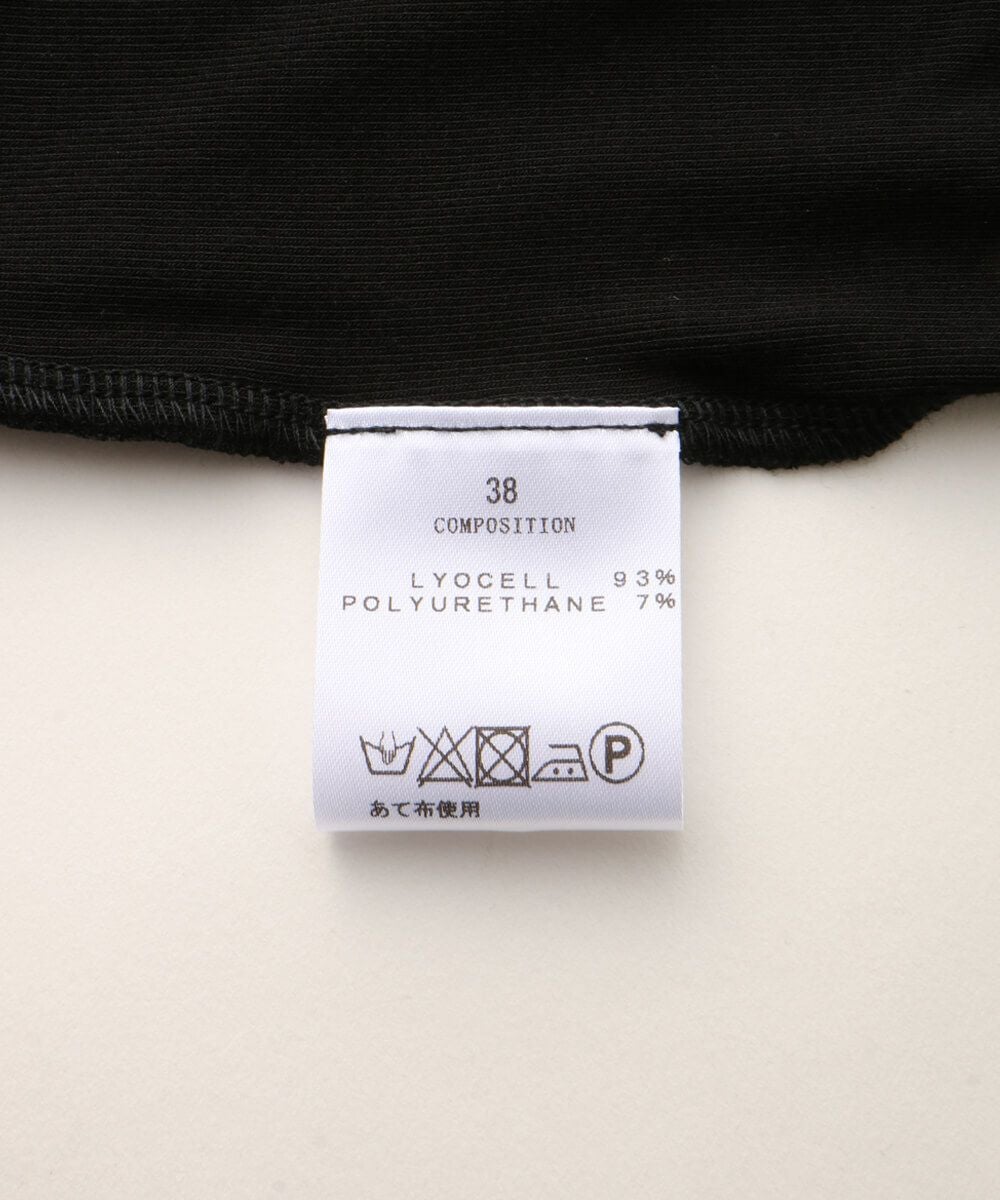 38
COMPOSITION
LYOCELL 93%
POLYURETHANE 7%
P
あて布使用